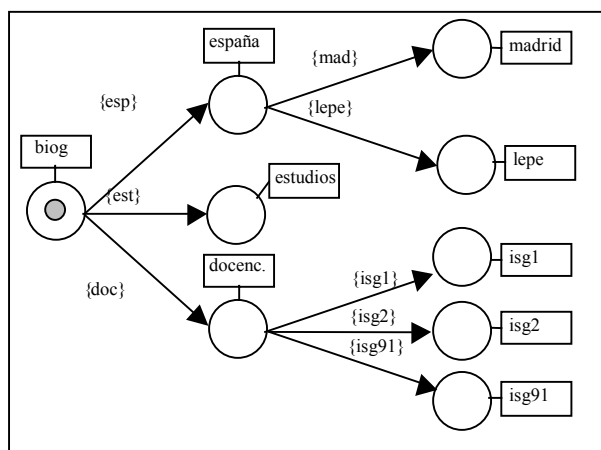 españa
{mad}
madrid
{esp}
{lepe}
biog
lepe
{est}
estudios
docenc.
isg1
{doc}
{isg1}
{isg2}
isg2
{isg91}
isg91